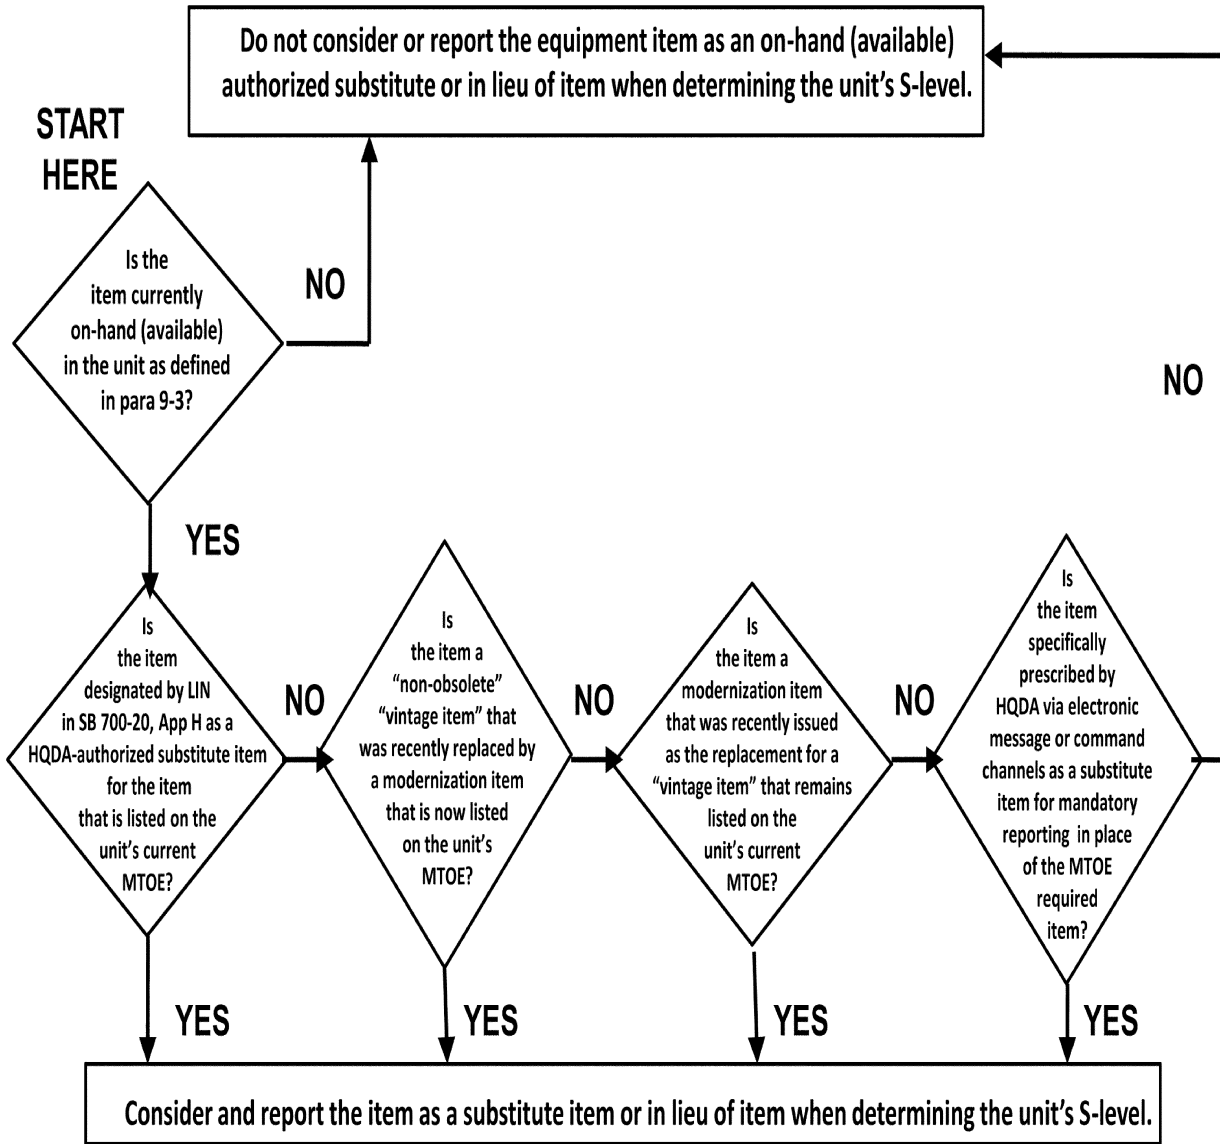 Do not consider or report the equipment item as an on-hand (available)
authorized substitute or in lieu of item when determining the unit’s S-level.
START
HERE
Is the
item currently
on-hand (available)
in the unit as defined
in para 9-3?
NO
NO
YES
Is
the item
designated by LIN
in SB 700-20, App H as a
HQDA-authorized substitute item
for the item
that is listed on the
unit’s current
MTOE?
NO
Is
the item a
“non-obsolete”
“vintage item” that
was recently replaced by
a modernization item
that is now listed
on the unit’s
MTOE?
NO
Is
the item a
modernization item
that was recently issued
as the replacement for a
“vintage item” that remains
listed on the
unit’s current
MTOE?
NO
Is
the item
specifically
prescribed by
HQDA via electronic
message or command
channels as a substitute
item for mandatory
reporting in place
of the MTOE
required
item?
YES
YES
YES
YES
Consider and report the item as a substitute item or in lieu of item when determining the unit’s S-level.